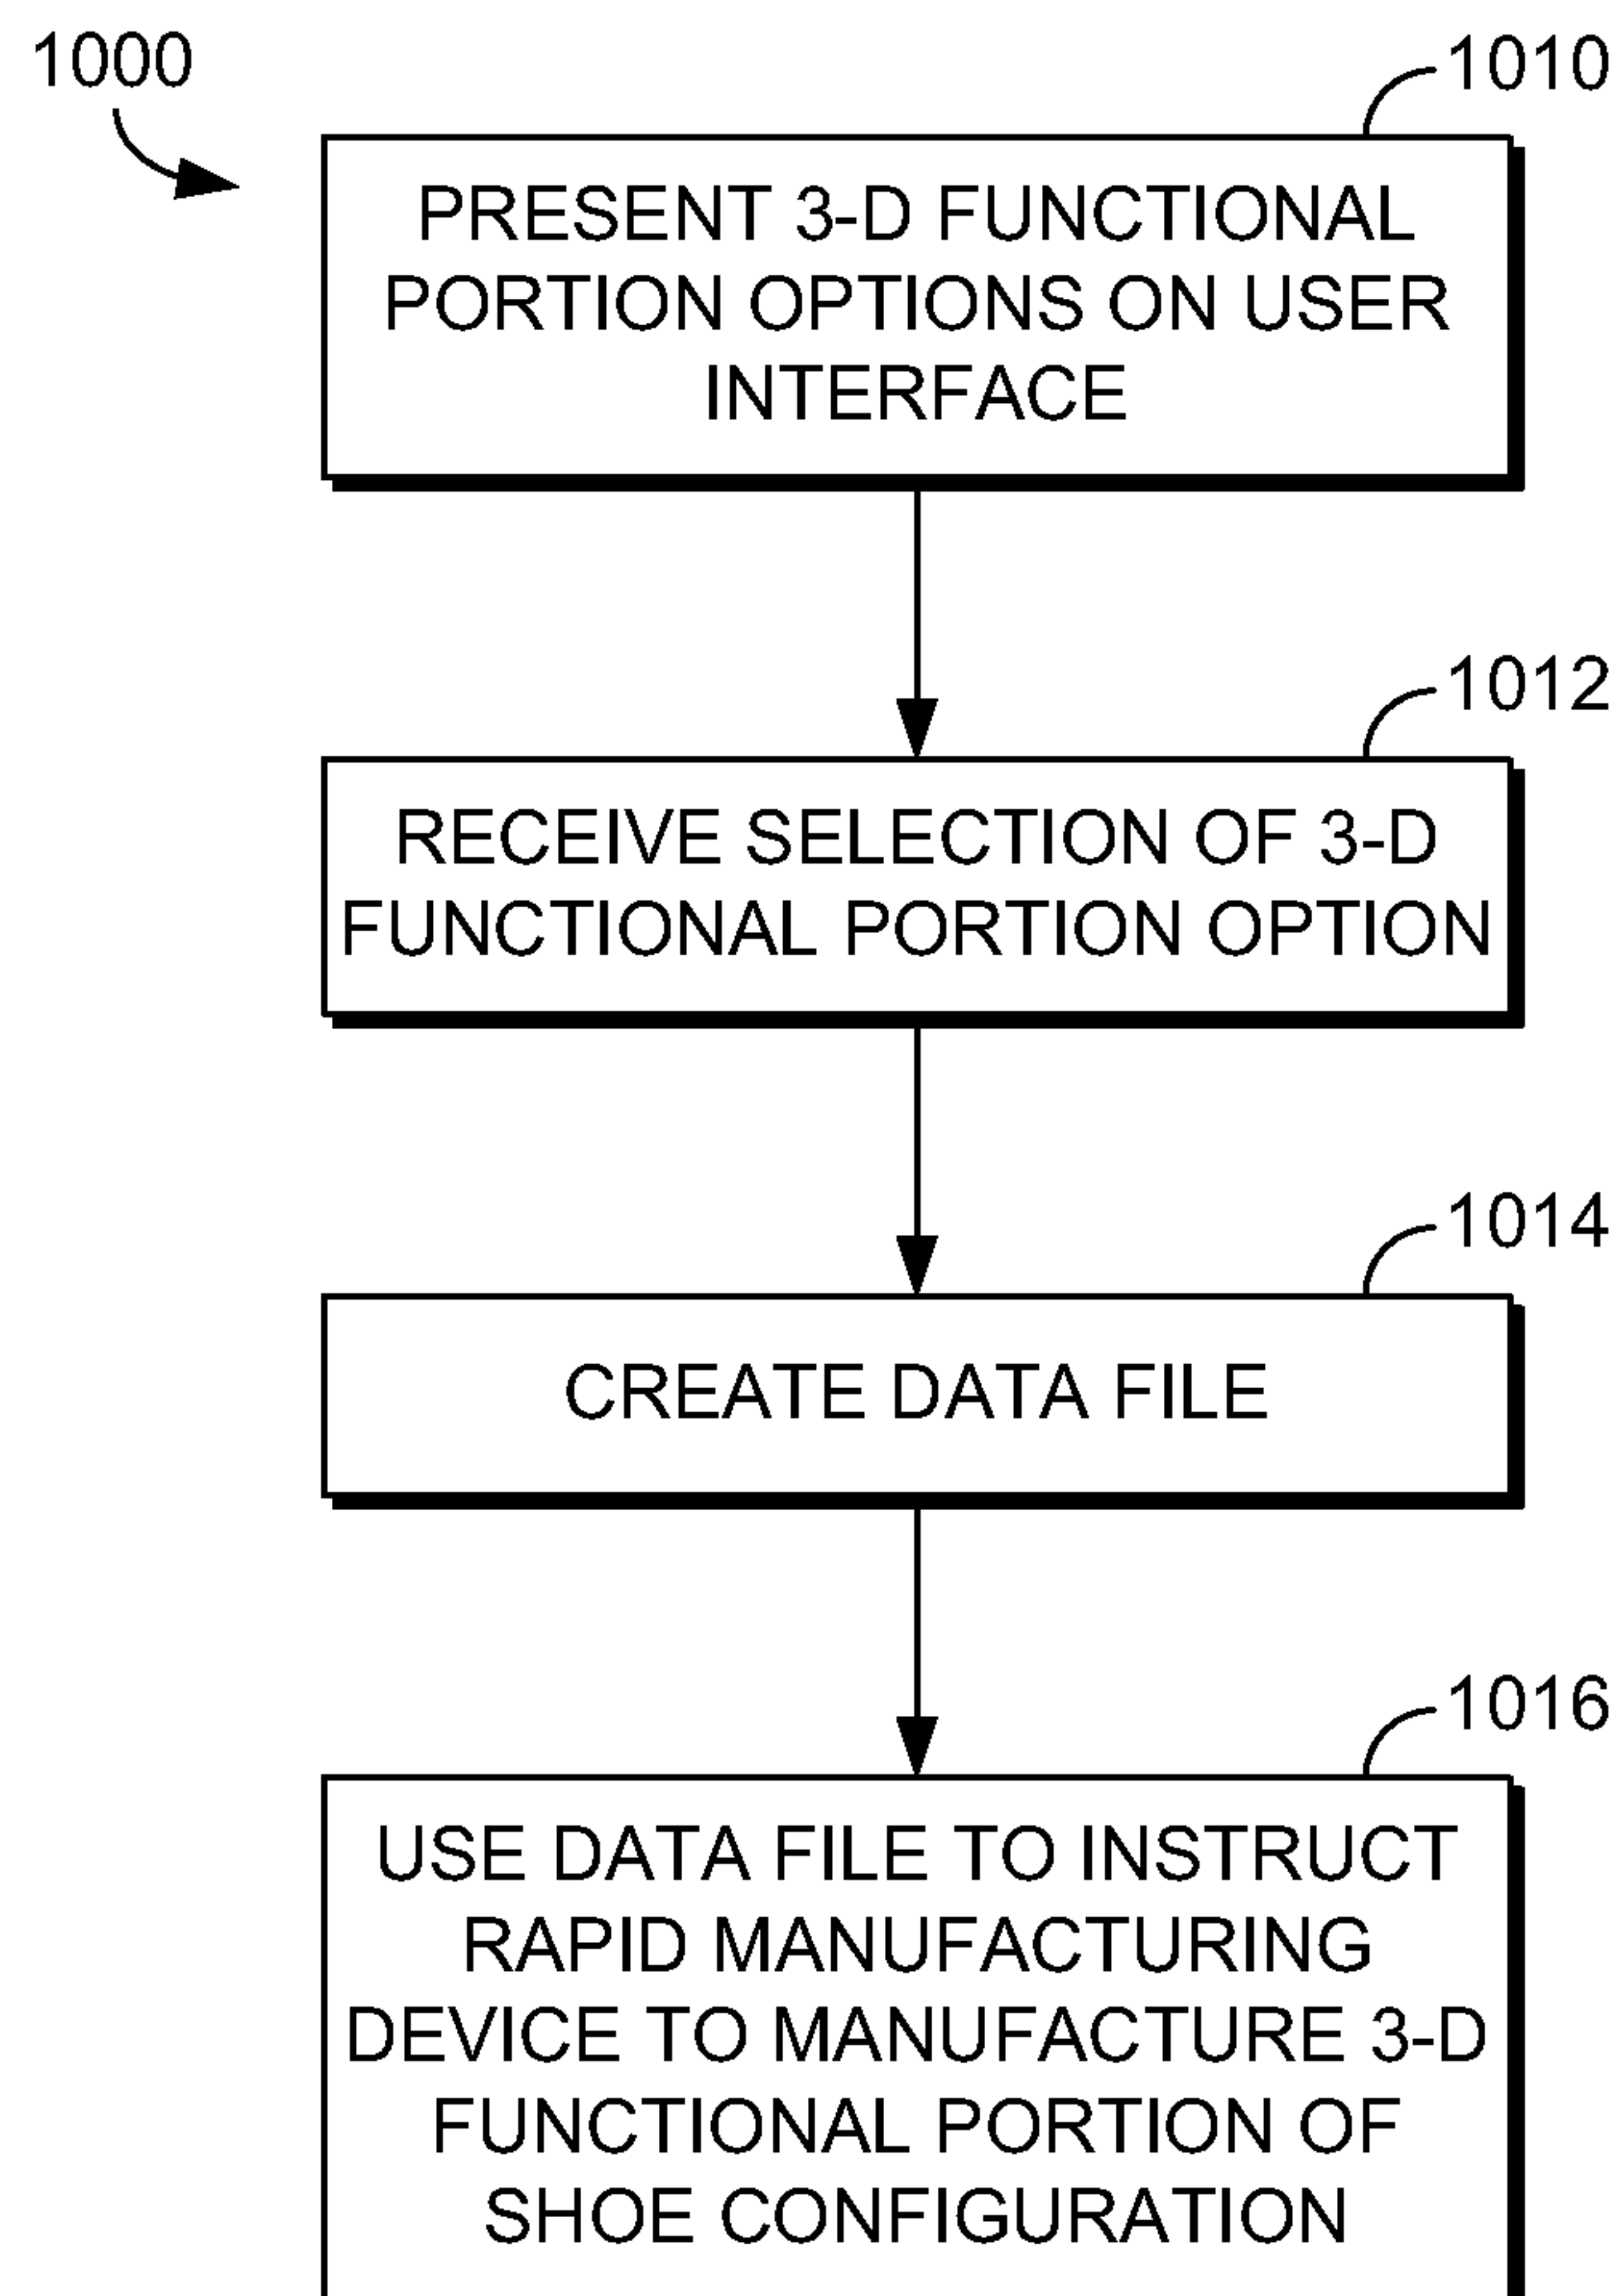 1000
1010
PRESENT 3-D FUNCTIONAL
PORTION OPTIONS ON USER
INTERFACE
1012
RECEIVE SELECTION OF 3-D
FUNCTIONAL PORTION OPTION
1014
CREATE DATA FILE
1016
USE DATA FILE TO INSTRUCT
RAPID MANUFACTURING
DEVICE TO MANUFACTURE 3-D
FUNCTIONAL PORTION OF
SHOE CONFIGURATION